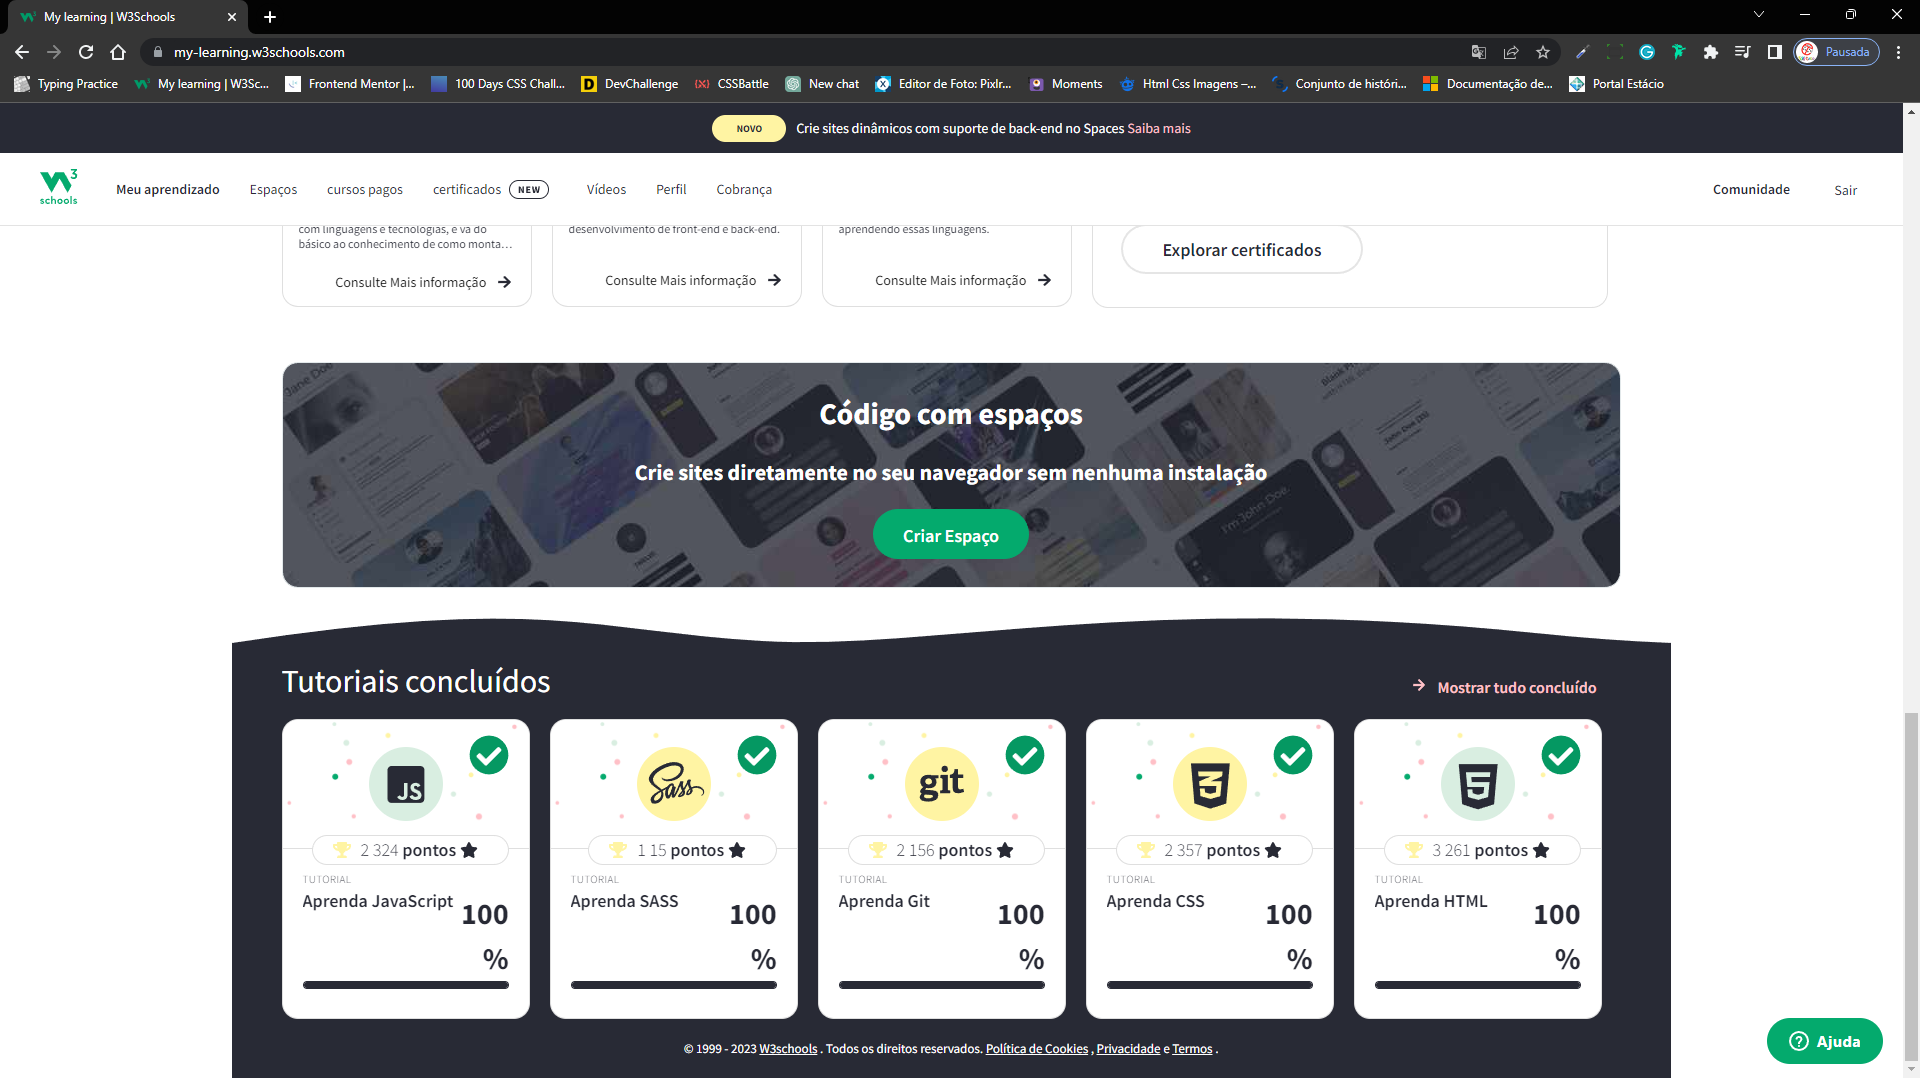 My learning | W3Schools
my-learning.w3schools.com
Pausada
Typing Practice
My learning | W3Sc...
Frontend Mentor |...
100 Days CSS Chall...
DevChallenge
CSSBattle
New chat
Editor de Foto: Pixlr...
Moments
Html Css Imagens –...
Conjunto de históri...
Documentação de...
Portal Estácio
NOVO Crie sites dinâmicos com suporte de back-end no Spaces Saiba mais
W3 schools
Meu aprendizado
Espaços
cursos pagos
certificados NEW
Vídeos
Perfil
Cobrança
Comunidade
Sair
com linguagens e tecnologias, e vá do
básico ao conhecimento de como monta...
Consulte Mais informação
desenvolvimento de front-end e back-end.
Consulte Mais informação
aprendendo essas linguagens.
Consulte Mais informação
Explorar certificados
Código com espaços
Crie sites diretamente no seu navegador sem nenhuma instalação
Criar Espaço
Tutoriais concluídos
Mostrar tudo concluído
JS
2 324 pontos
TUTORIAL
Aprenda JavaScript
100
%
Sass
1 15 pontos
TUTORIAL
Aprenda SASS
100
%
git
2 156 pontos
TUTORIAL
Aprenda Git
100
%
3
2 357 pontos
TUTORIAL
Aprenda CSS
100
%
5
3 261 pontos
TUTORIAL
Aprenda HTML
100
%
© 1999 - 2023 W3schools . Todos os direitos reservados. Política de Cookies , Privacidade e Termos .
Ajuda